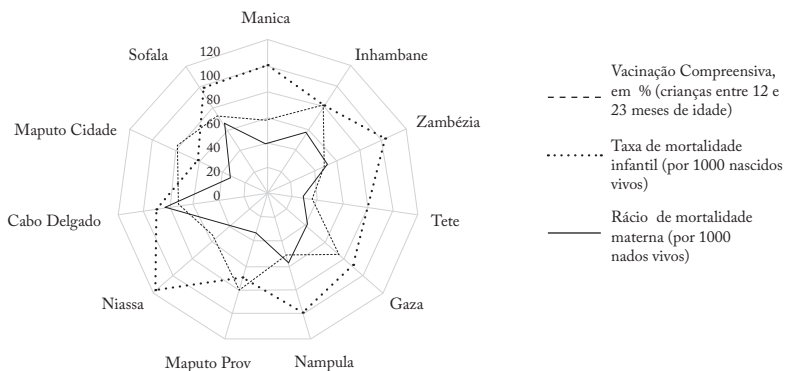 Manica
Sofala
Inhambane
Maputo Cidade
Zambézia
Cabo Delgado
Tete
Niassa
Gaza
Maputo Prov
Nampula
120
100
80
60
40
20
0
Vacinação Compreensiva,
em % (crianças entre 12 e
23 meses de idade)
Taxa de mortalidade
infantil (por 1000 nascidos
vivos)
Rácio de mortalidade
materna (por 1000
nados vivos)